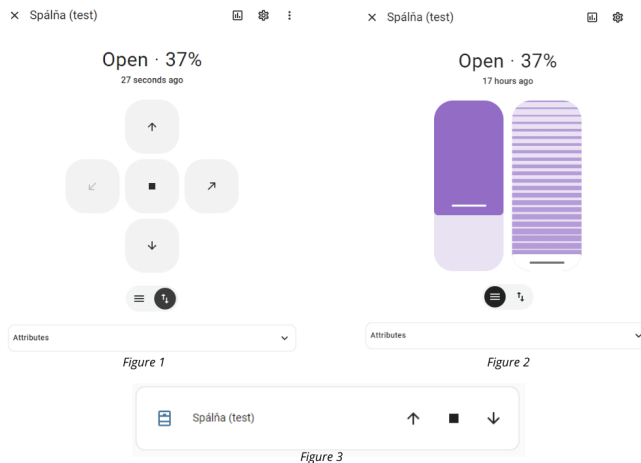 Spálňa (test)
Open · 37%
27 seconds ago
Attributes
Figure 1
Spálňa (test)
Open · 37%
17 hours ago
Attributes
Figure 2
Spálňa (test)
Figure 3